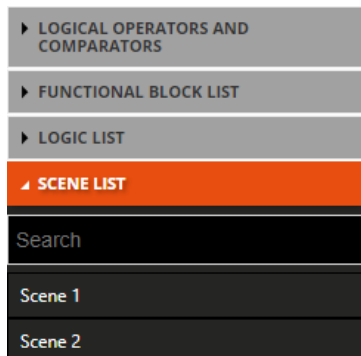 LOGICAL OPERATORS AND
COMPARATORS
FUNCTIONAL BLOCK LIST
LOGIC LIST
SCENE LIST
Search
Scene 1
Scene 2